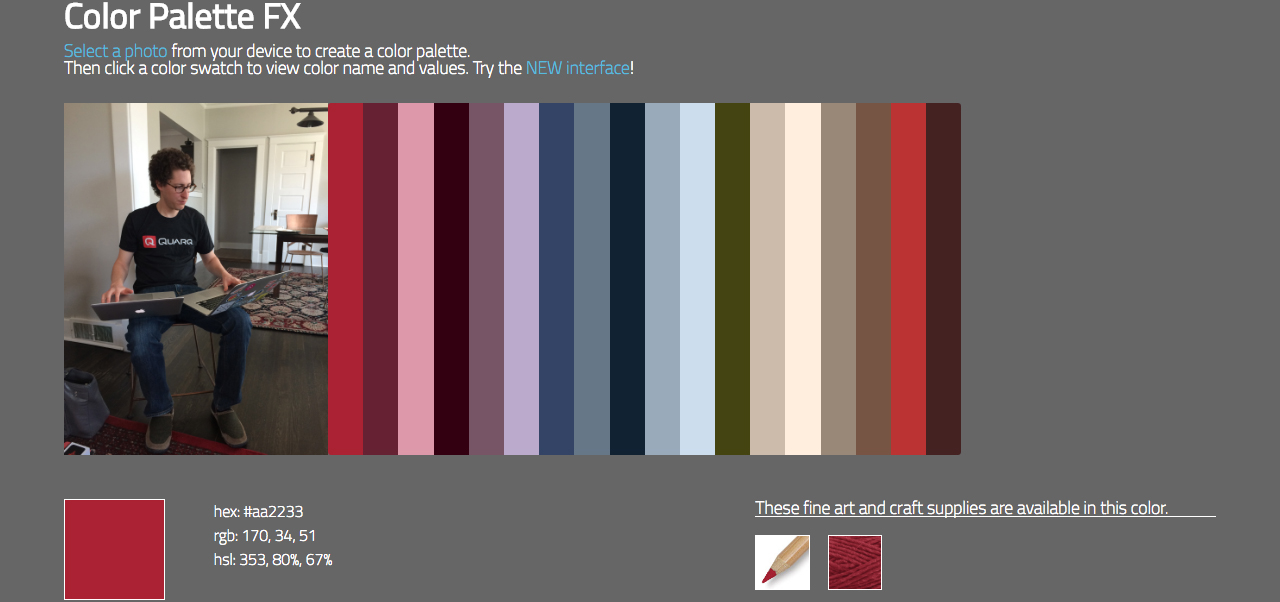 Color Palette FX
Select a photo from your device to create a color palette.
Then click a color swatch to view color name and values. Try the NEW interface!
QUARQ
hex: #aa2233
rgb: 170, 34, 51
hsl: 353, 80%, 67%
These fine art and craft supplies are available in this color.